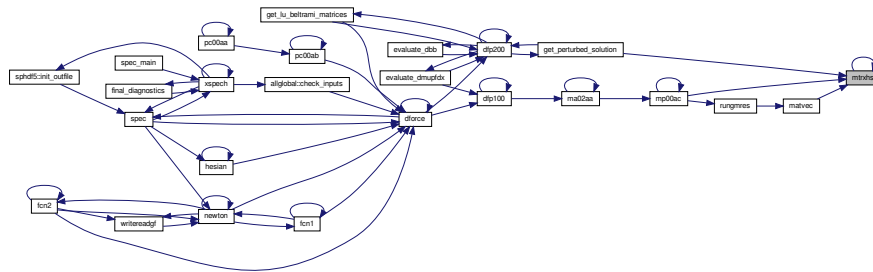 get_lu_beltrami_matrices
pc00aa
pc00ab
evaluate_dbb
dfp200
get_perturbed_solution
spec_main
sphdf5::init_outfile
xspech
evaluate_dmupfdx
mtrxhs
final_diagnostics
allglobal::check_inputs
dfp100
ma02aa
mp00ac
rungmres
matvec
spec
dforce
hesian
fcn2
newton
writereadgf
fcn1